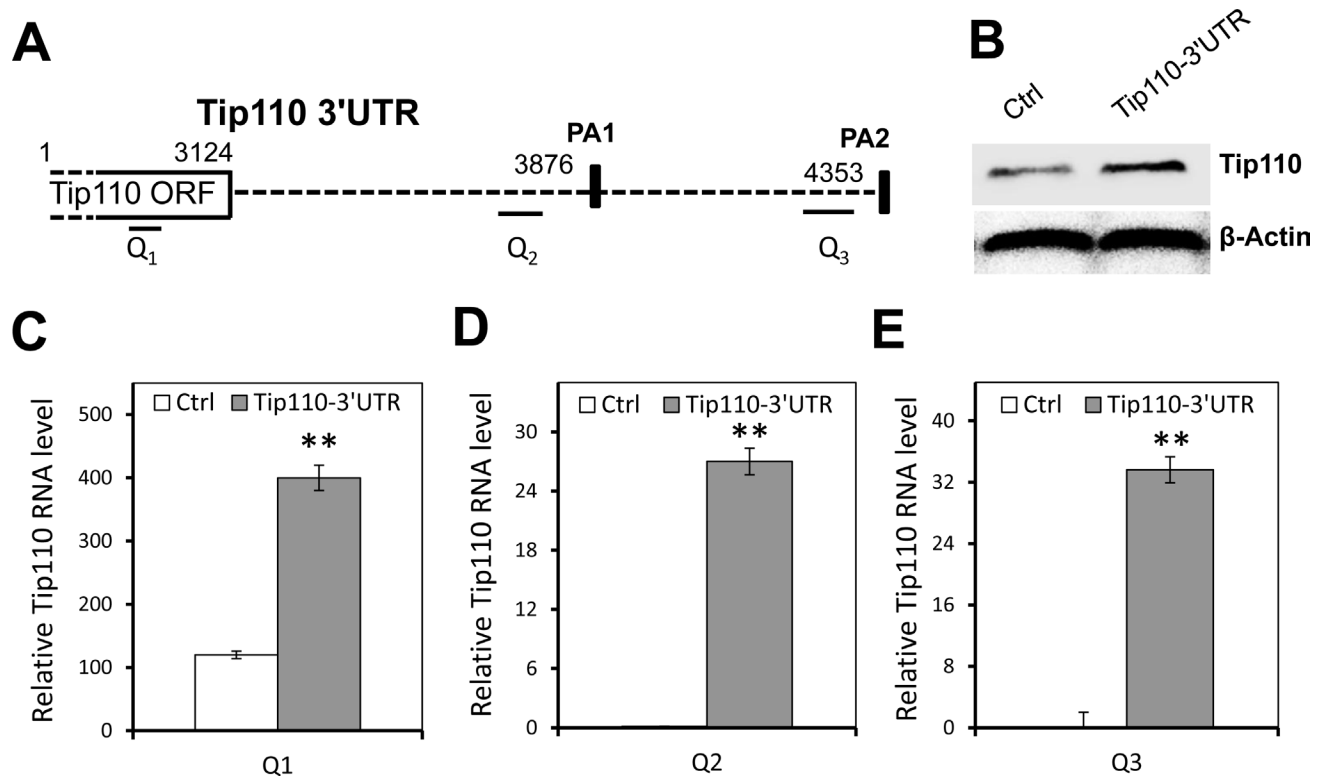 A
Tip110 3'UTR
1
3124
3876
PA1
4353
PA2
Tip110 ORF
Q1
Q2
Q3
B
Ctrl
Tip110-3'UTR
Tip110
β-Actin
C
Relative Tip110 RNA level
500
400
300
200
100
0
Ctrl
Tip110-3'UTR
**
Q1
D
Relative Tip110 RNA level
30
24
18
12
6
0
Ctrl
Tip110-3'UTR
**
Q2
E
Relative Tip110 RNA level
40
32
24
16
8
0
Ctrl
Tip110-3'UTR
**
Q3